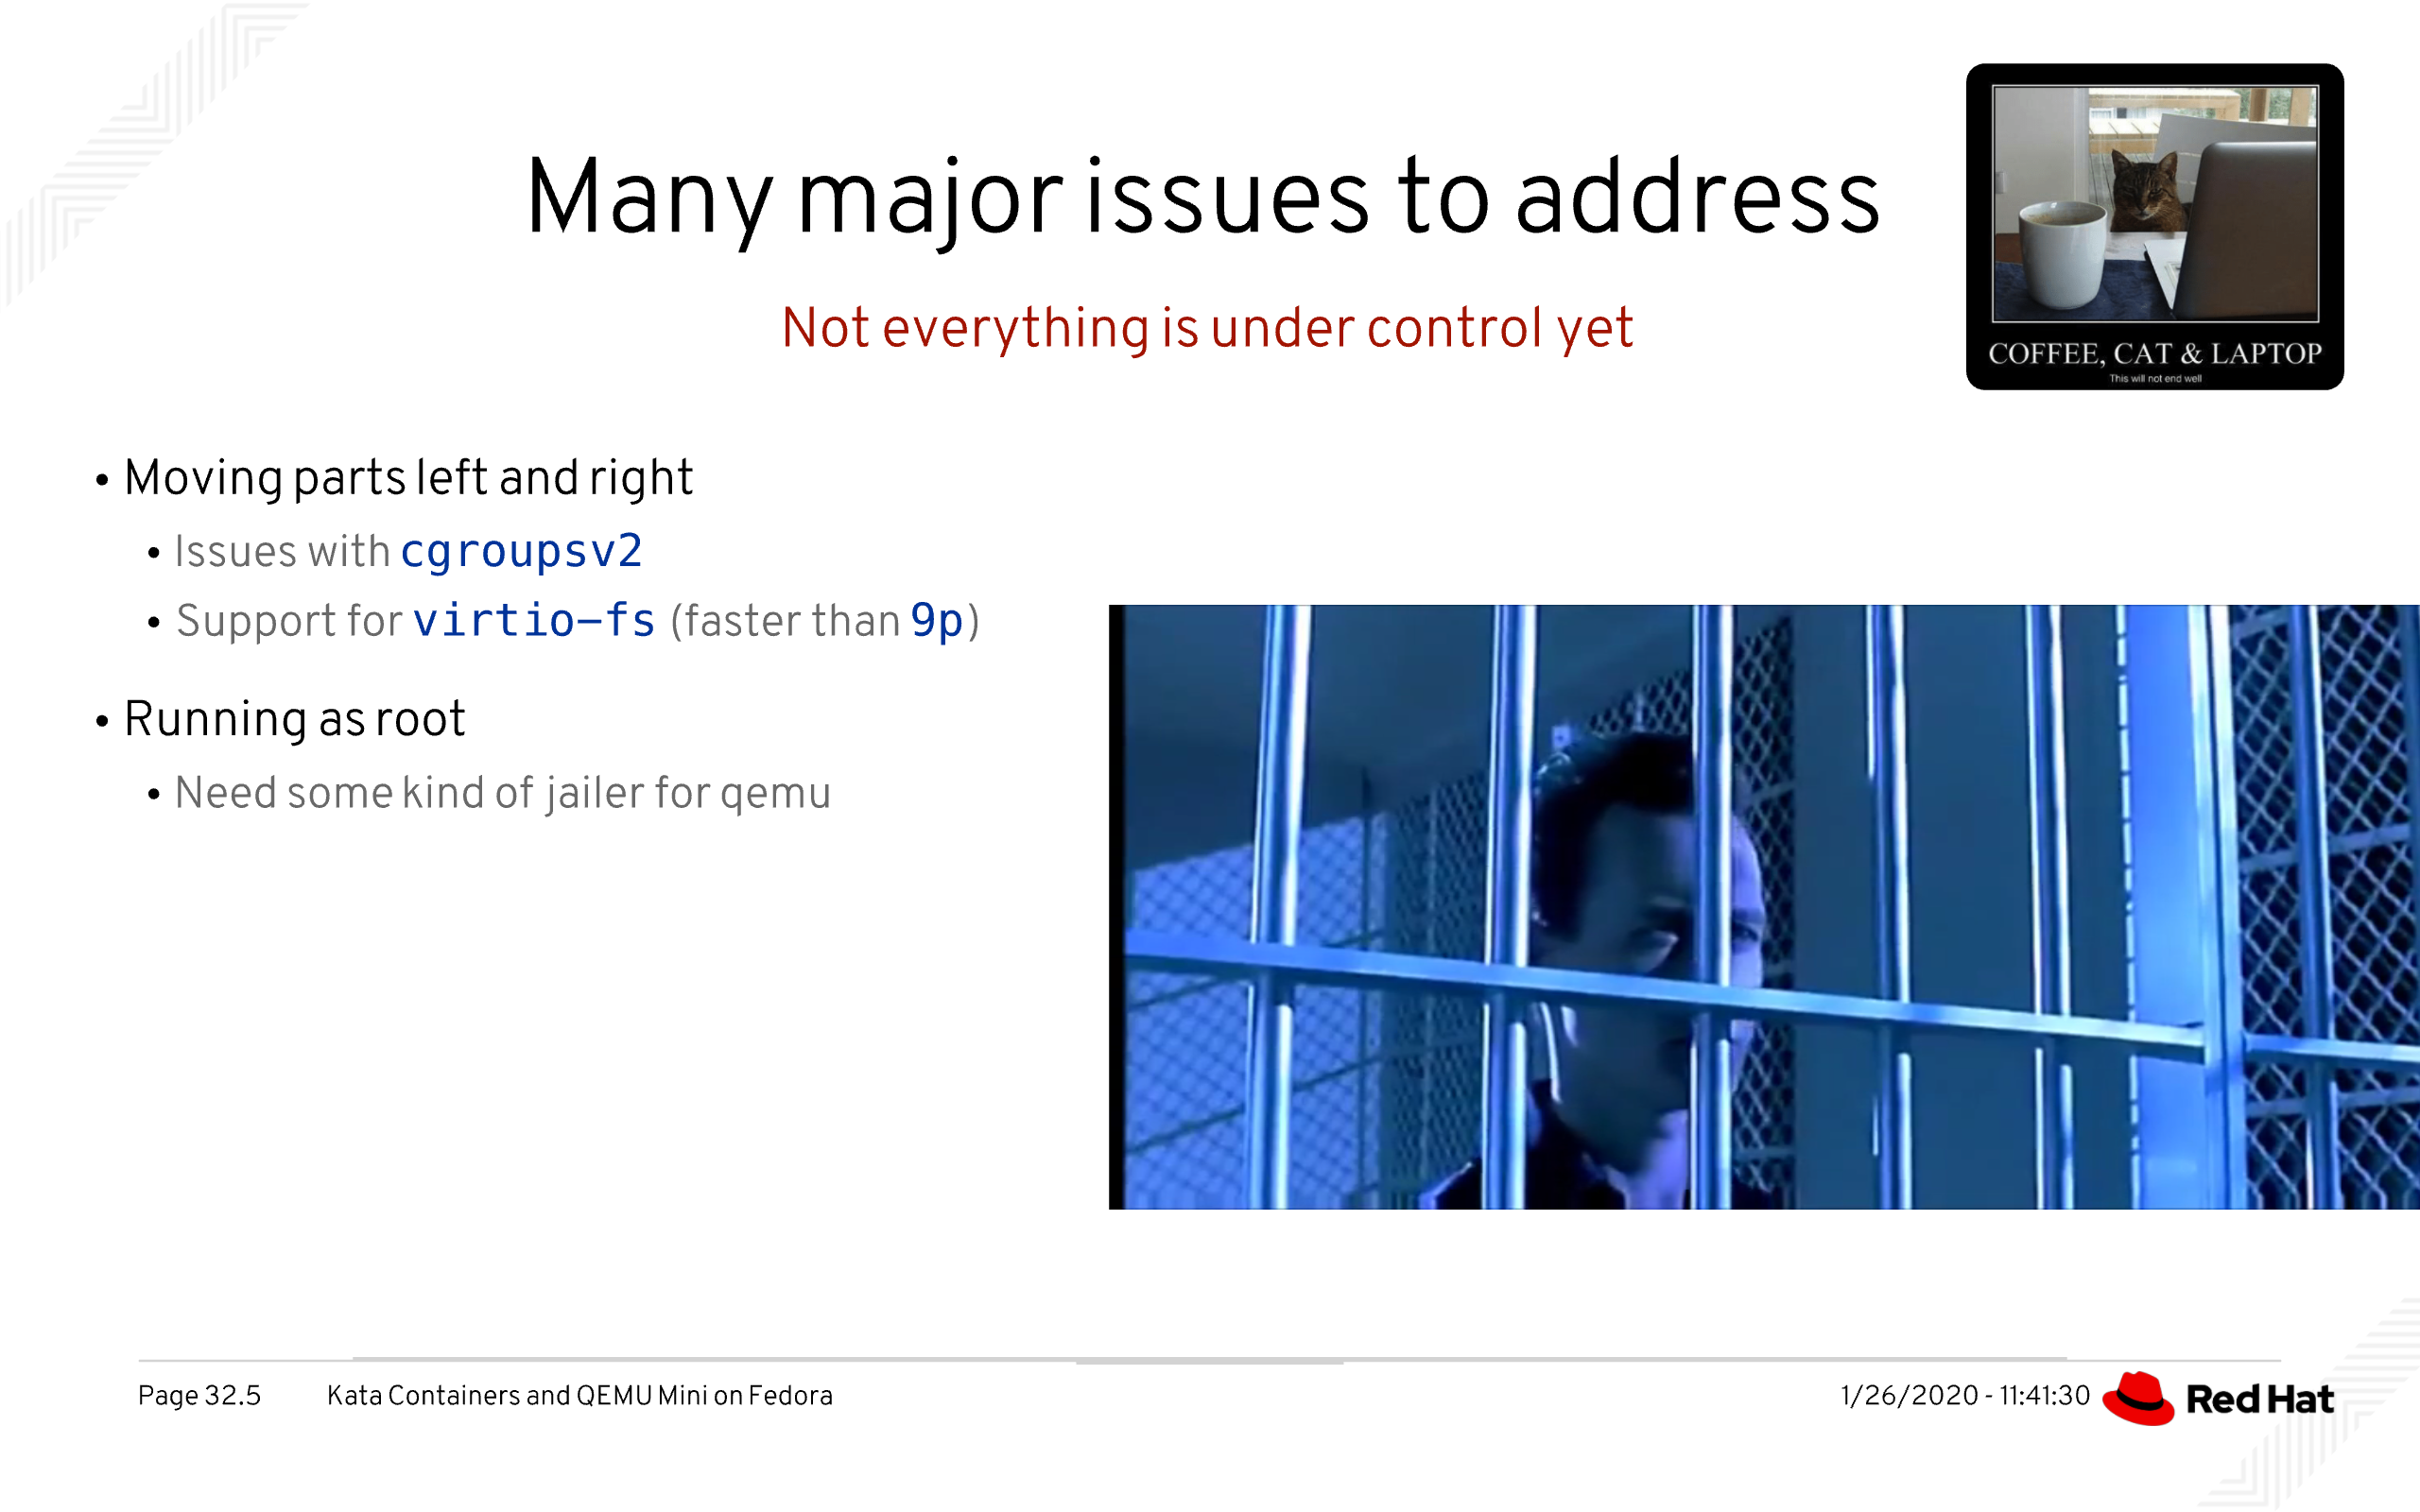 Many major issues to address
Not everything is under control yet
COFFEE, CAT & LAPTOP
This will not end well
• Moving parts left and right
• Issues with cgroupsv2
• Support for virtio-fs (faster than 9p)
• Running as root
• Need some kind of jailer for qemu
Page 32.5 Kata Containers and QEMU Mini on Fedora 1/26/2020 - 11:41:30 Red Hat